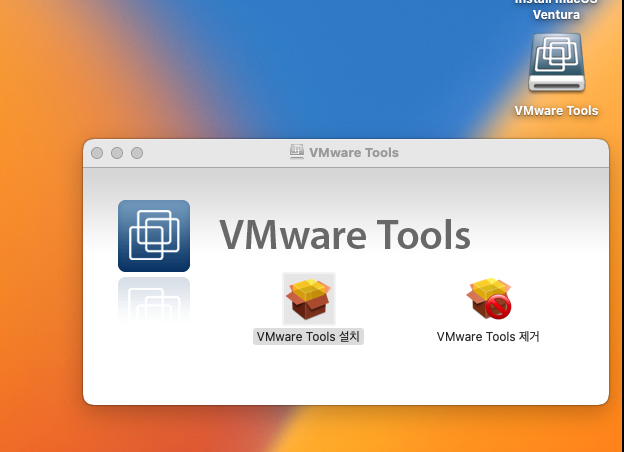 Install macOS
Ventura
VMware Tools
VMware Tools
VMware Tools
VMware Tools 설치
VMware Tools 제거